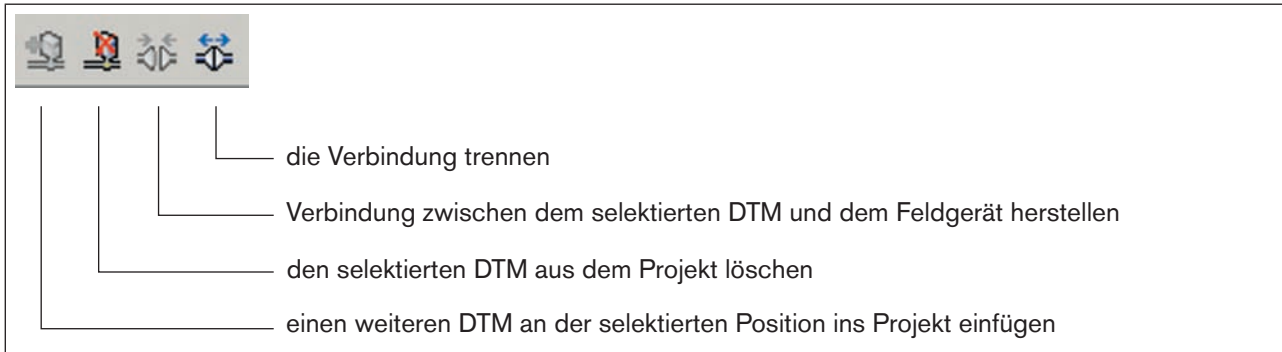 die Verbindung trennen
Verbindung zwischen dem selektierten DTM und dem Feldgerät herstellen
den selektierten DTM aus dem Projekt löschen
einen weiteren DTM an der selektierten Position ins Projekt einfügen